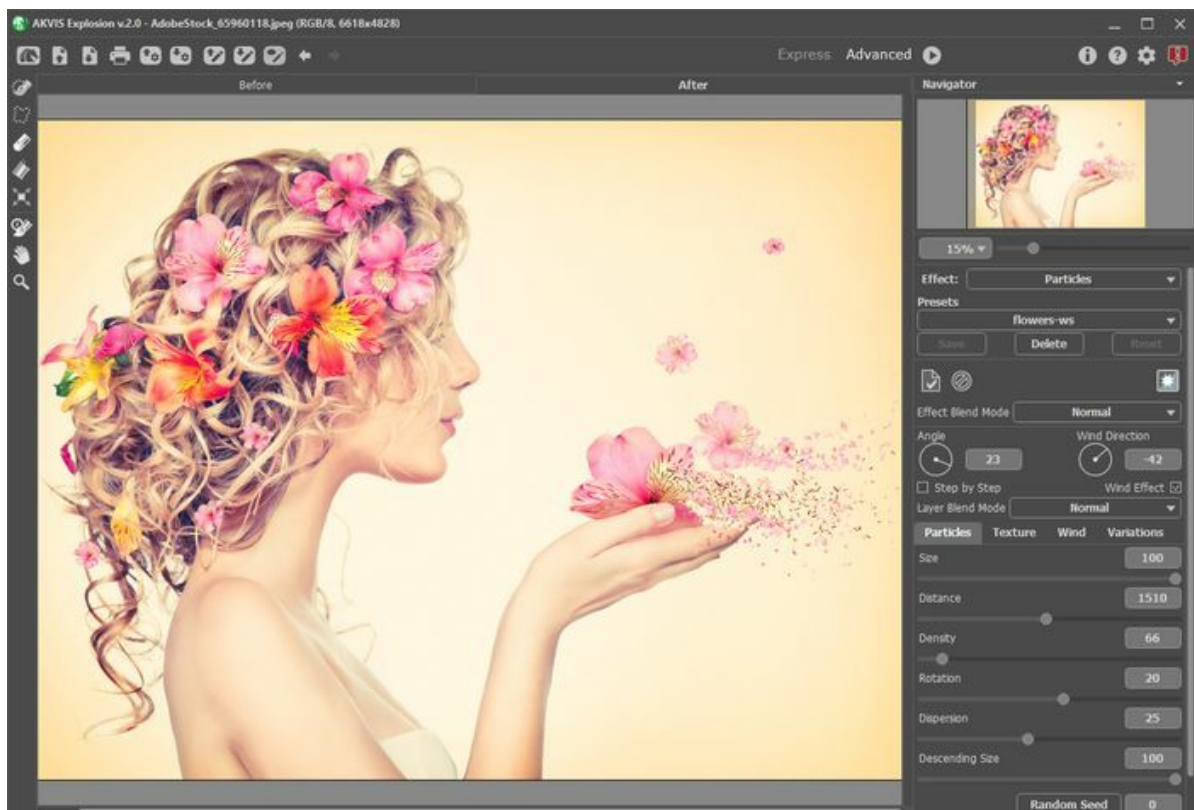 AKVIS Explosion v.2.0 - AdobeStock_65960118.jpeg (RGB/8, 6618x4828)
Express Advanced
Before After
Navigator
15%
Effect: Particles
Presets
flowers-ws
Save Delete Reset
Effect Blend Mode Normal
Angle Wind Direction
23 -42
Step by Step Wind Effect
Layer Blend Mode Normal
Particles Texture Wind Variations
Size 100
Distance 1510
Density 66
Rotation 20
Dispersion 25
Descending Size 100
Random Seed 0